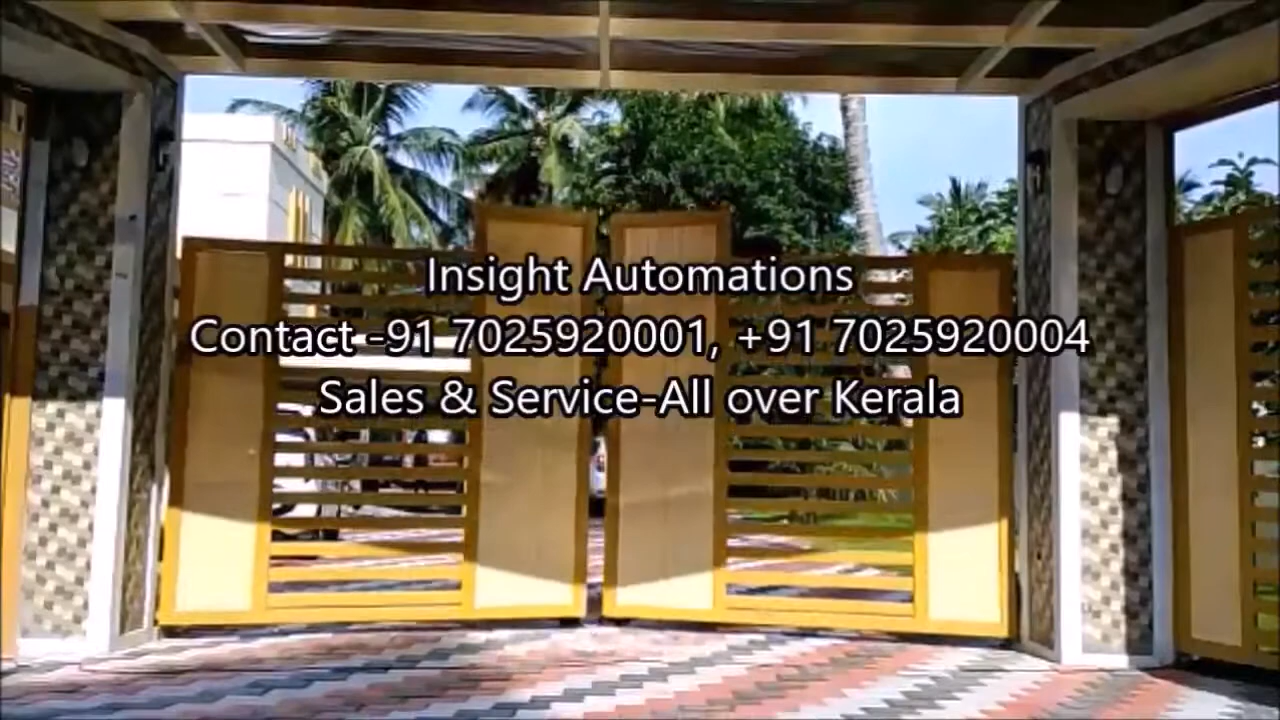 Insight Automations
Contact -91 7025920001, +91 7025920004
Sales & Service-All over Kerala